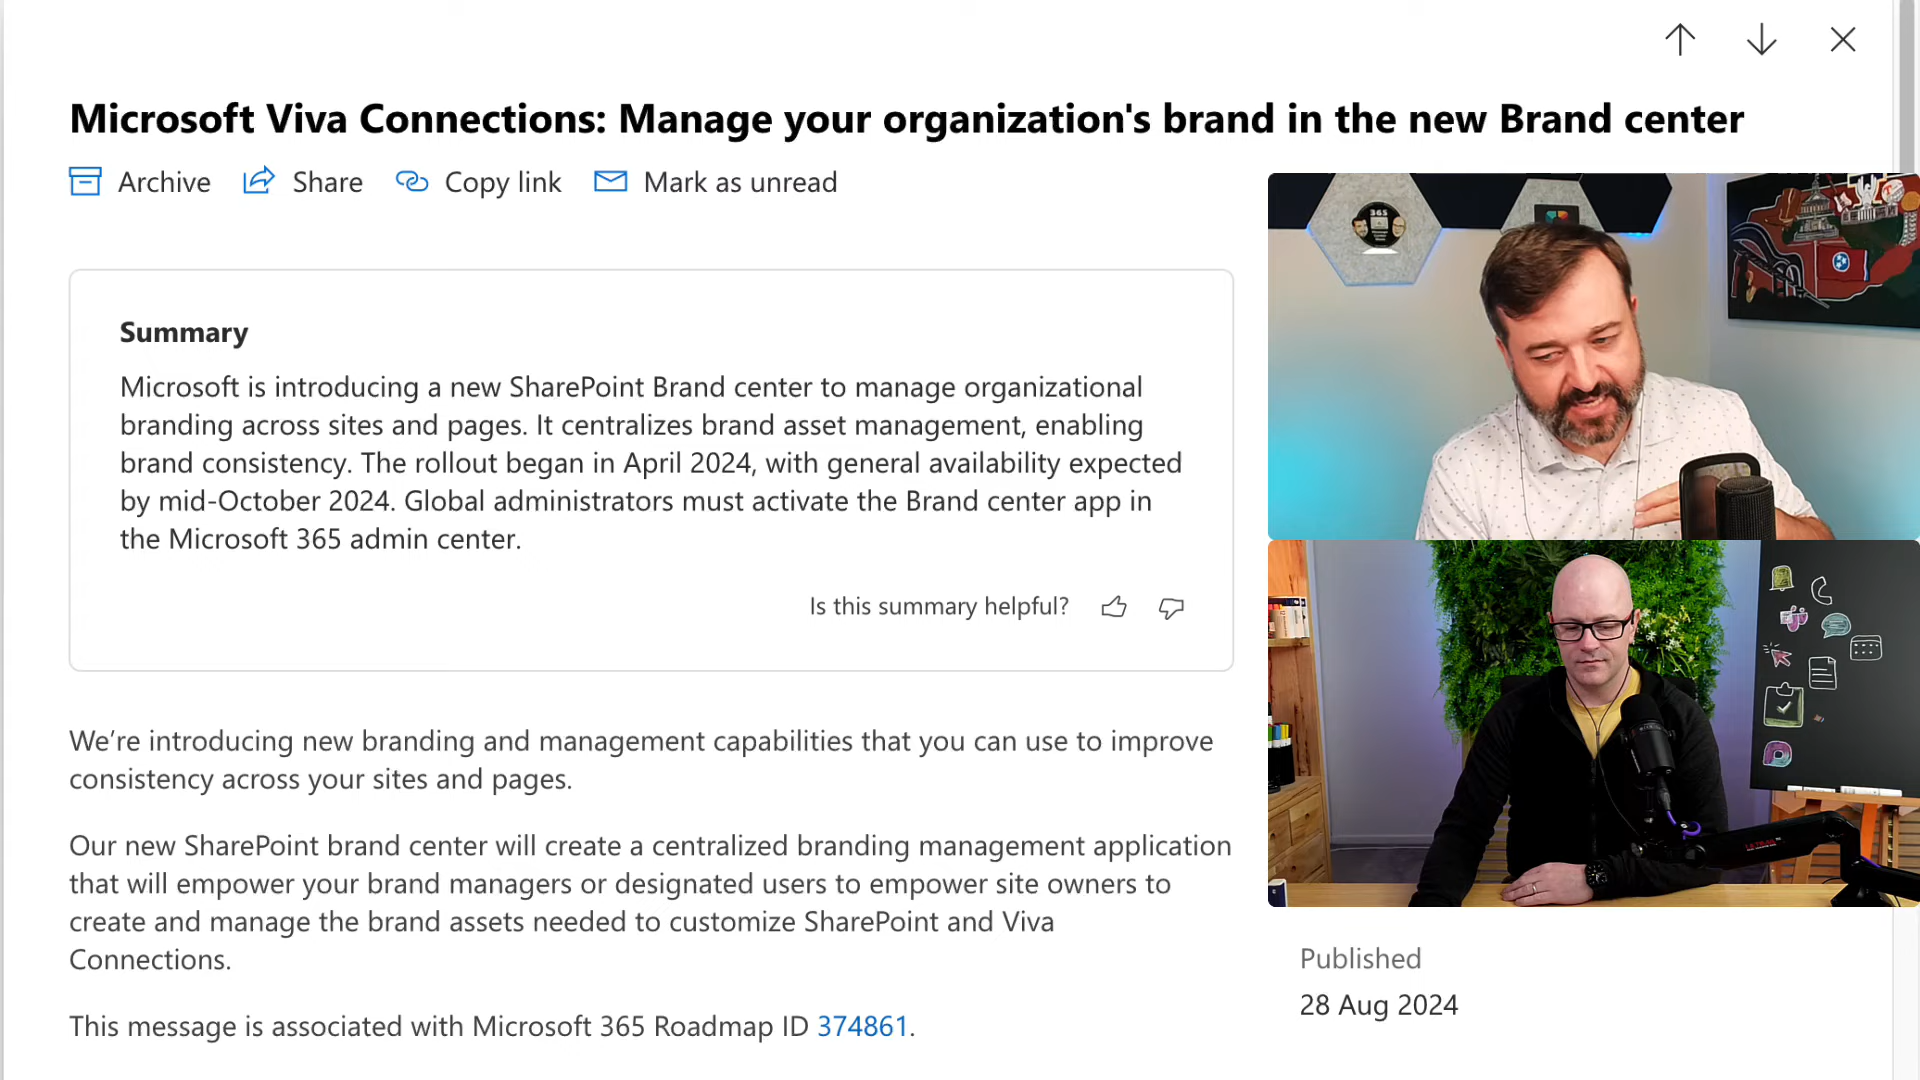 Microsoft Viva Connections: Manage your organization's brand in the new Brand center
Archive
Share
Copy link
Mark as unread
Summary
Microsoft is introducing a new SharePoint Brand center to manage organizational
branding across sites and pages. It centralizes brand asset management, enabling
brand consistency. The rollout began in April 2024, with general availability expected
by mid-October 2024. Global administrators must activate the Brand center app in
the Microsoft 365 admin center.
Is this summary helpful?
We’re introducing new branding and management capabilities that you can use to improve
consistency across your sites and pages.
Our new SharePoint brand center will create a centralized branding management application
that will empower your brand managers or designated users to empower site owners to
create and manage the brand assets needed to customize SharePoint and Viva
Connections.
This message is associated with Microsoft 365 Roadmap ID 374861.
365
Published
28 Aug 2024